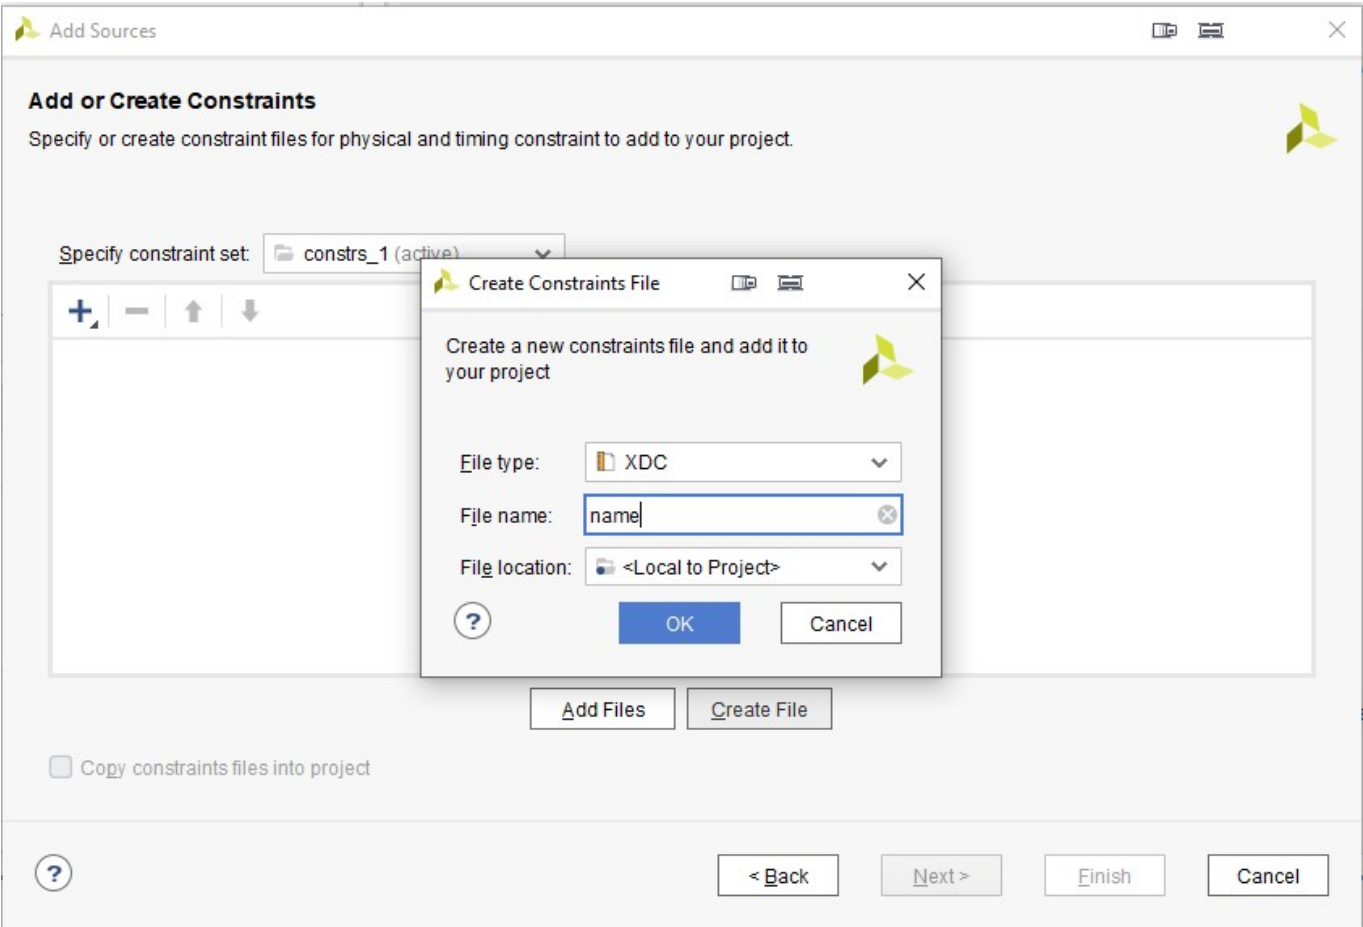 Add Sources
Add or Create Constraints
Specify or create constraint files for physical and timing constraint to add to your project.
Specify constraint set: constrs_1 (active)
Create Constraints File
Create a new constraints file and add it to
your project
File type: XDC
File name: name
File location: <Local to Project>
? OK Cancel
Add Files Create File
Copy constraints files into project
? < Back Next > Finish Cancel